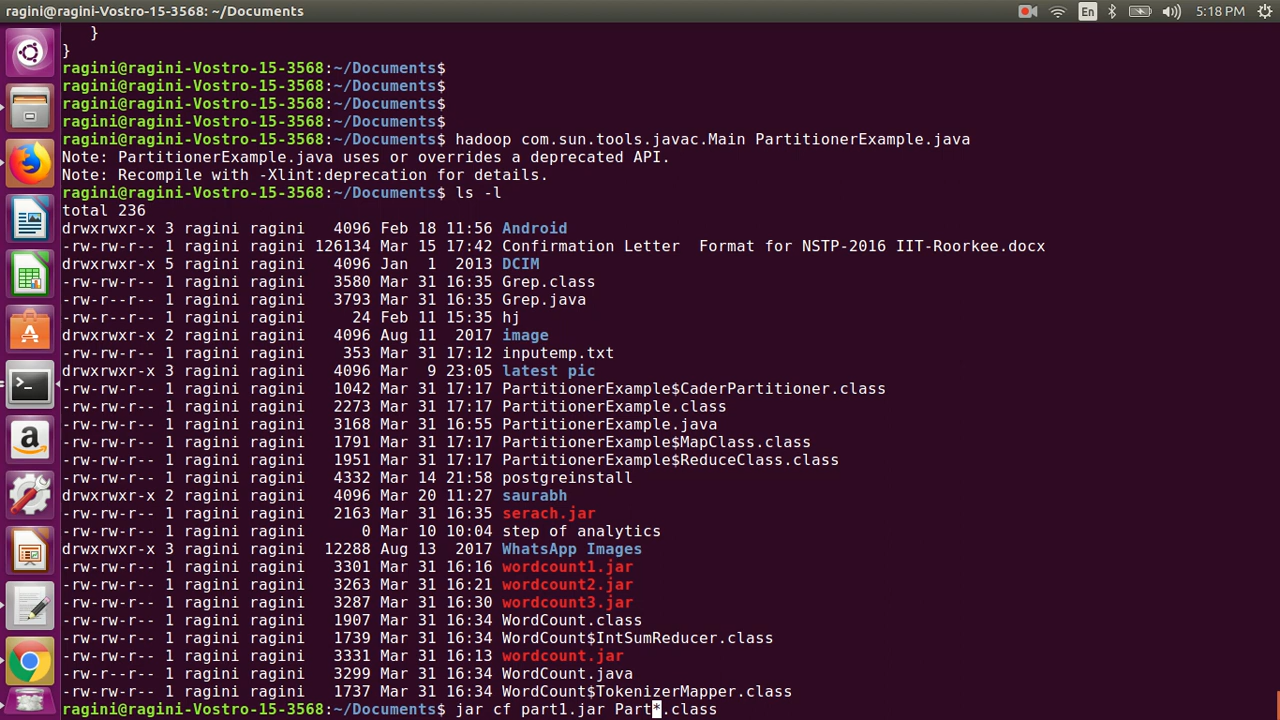 ragini@ragini-Vostro-15-3568: ~/Documents
En
5:18 PM
}
}
ragini@ragini-Vostro-15-3568:~/Documents$
ragini@ragini-Vostro-15-3568:~/Documents$
ragini@ragini-Vostro-15-3568:~/Documents$
ragini@ragini-Vostro-15-3568:~/Documents$
ragini@ragini-Vostro-15-3568:~/Documents$ hadoop com.sun.tools.javac.Main PartitionerExample.java
Note: PartitionerExample.java uses or overrides a deprecated API.
Note: Recompile with -Xlint:deprecation for details.
ragini@ragini-Vostro-15-3568:~/Documents$ ls -l
total 236
drwxrwxr-x 3 ragini ragini   4096 Feb 18 11:56 Android
-rw-rw-r-- 1 ragini ragini 126134 Mar 15 17:42 Confirmation Letter  Format for NSTP-2016 IIT-Roorkee.docx
drwxrwxr-x 5 ragini ragini   4096 Jan  1  2013 DCIM
-rw-rw-r-- 1 ragini ragini   3580 Mar 31 16:35 Grep.class
-rw-r--r-- 1 ragini ragini   3793 Mar 31 16:35 Grep.java
-rw-r--r-- 1 ragini ragini     24 Feb 11 15:35 hj
drwxrwxr-x 2 ragini ragini   4096 Aug 11  2017 image
-rw-rw-r-- 1 ragini ragini    353 Mar 31 17:12 inputemp.txt
drwxrwxr-x 3 ragini ragini   4096 Mar  9 23:05 latest pic
-rw-rw-r-- 1 ragini ragini   1042 Mar 31 17:17 PartitionerExample$CaderPartitioner.class
-rw-rw-r-- 1 ragini ragini   2273 Mar 31 17:17 PartitionerExample.class
-rw-rw-r-- 1 ragini ragini   3168 Mar 31 16:55 PartitionerExample.java
-rw-rw-r-- 1 ragini ragini   1791 Mar 31 17:17 PartitionerExample$MapClass.class
-rw-rw-r-- 1 ragini ragini   1951 Mar 31 17:17 PartitionerExample$ReduceClass.class
-rw-rw-r-- 1 ragini ragini   4332 Mar 14 21:58 postgreinstall
drwxrwxr-x 2 ragini ragini   4096 Mar 20 11:27 saurabh
-rw-rw-r-- 1 ragini ragini   2163 Mar 31 16:35 serach.jar
-rw-rw-r-- 1 ragini ragini      0 Mar 10 10:04 step of analytics
drwxrwxr-x 3 ragini ragini  12288 Aug 13  2017 WhatsApp Images
-rw-rw-r-- 1 ragini ragini   3301 Mar 31 16:16 wordcount1.jar
-rw-rw-r-- 1 ragini ragini   3263 Mar 31 16:21 wordcount2.jar
-rw-rw-r-- 1 ragini ragini   3287 Mar 31 16:30 wordcount3.jar
-rw-rw-r-- 1 ragini ragini   1907 Mar 31 16:34 WordCount.class
-rw-rw-r-- 1 ragini ragini   1739 Mar 31 16:34 WordCount$IntSumReducer.class
-rw-rw-r-- 1 ragini ragini   3331 Mar 31 16:13 wordcount.jar
-rw-r--r-- 1 ragini ragini   3299 Mar 31 16:34 WordCount.java
-rw-rw-r-- 1 ragini ragini   1737 Mar 31 16:34 WordCount$TokenizerMapper.class
ragini@ragini-Vostro-15-3568:~/Documents$ jar cf part1.jar Part*.class